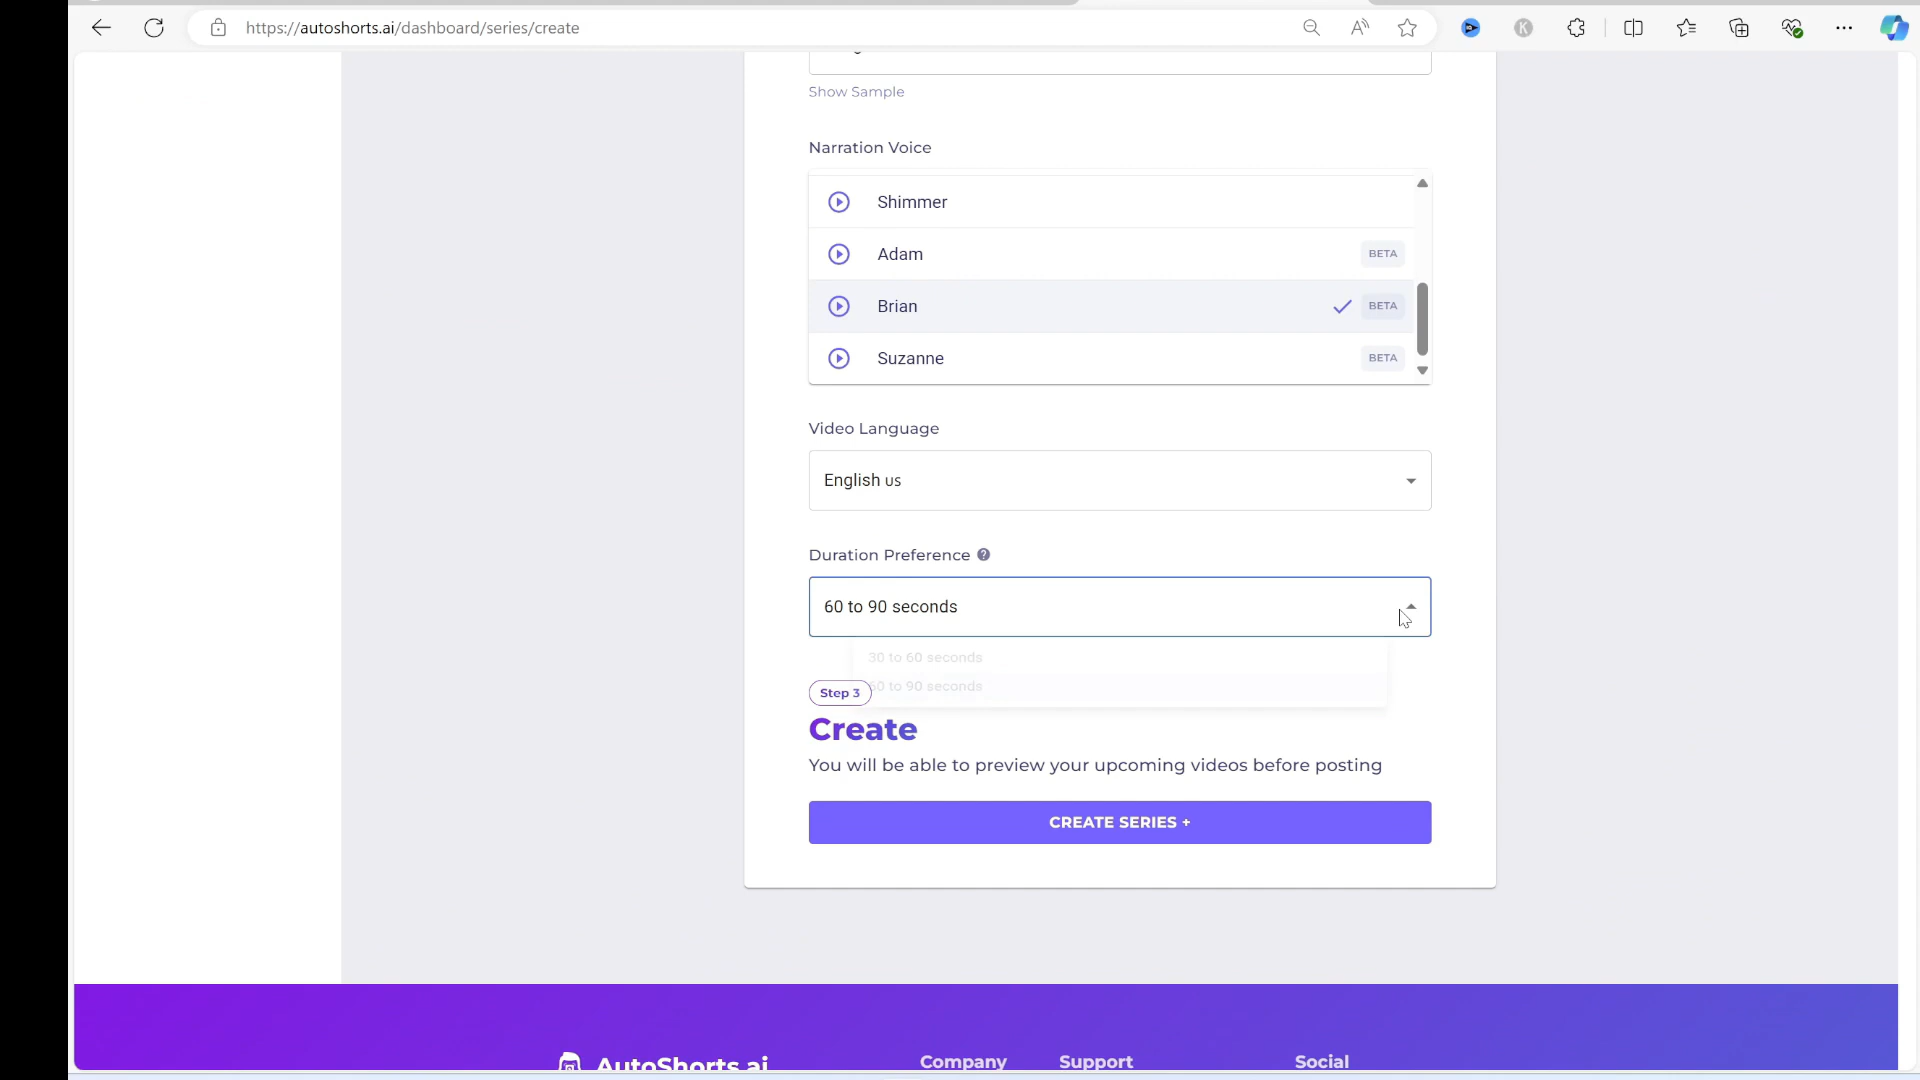 https://autoshorts.ai/dashboard/series/create
Show Sample
Narration Voice
Shimmer
Adam BETA
Brian BETA
Suzanne BETA
Video Language
English us
Duration Preference
60 to 90 seconds
30 to 60 seconds
60 to 90 seconds
Step 3
Create
You will be able to preview your upcoming videos before posting
CREATE SERIES +
AutoShorts.ai Company Support Social